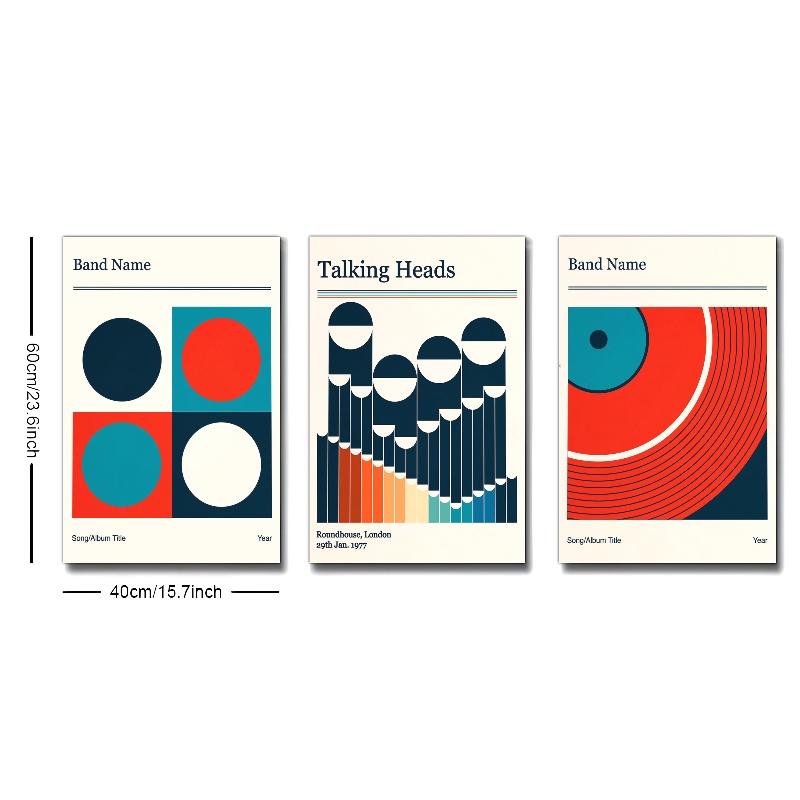 Band Name
Song/Album Title
Year
Talking Heads
Roundhouse, London
29th Jan. 1977
Band Name
Song/Album Title
Year
60cm/23.6inch
40cm/15.7inch